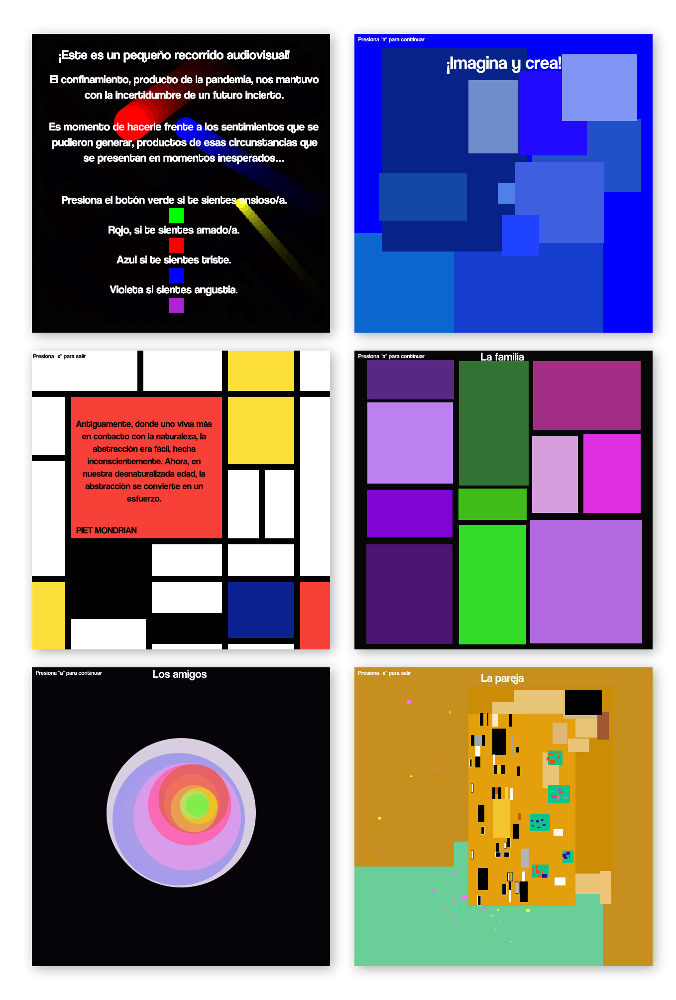 ¡Este es un pequeño recorrido audiovisual!
El confinamiento, producto de la pandemia, nos mantuvo
con la incertidumbre de un futuro incierto.
Es momento de hacerle frente a los sentimientos que se
pudieron generar, productos de esas circunstancias que
se presentan en momentos inesperados...
Presiona el botón verde si te sientes ansioso/a.
Rojo, si te sientes amado/a.
Azul si te sientes triste.
Violeta si sientes angustia.
Presiona "a" para continuar
¡Imagina y crea!
Presiona "x" para salir
Antiguamente, donde uno vivia más
en contacto con la naturaleza, la
abstracción era fácil, hecha
inconscientemente. Ahora, en
nuestra desnaturalizada edad, la
abstracción se convierte en un
esfuerzo.
PIET MONDRIAN
Presiona "a" para continuar
La familia
Presiona "a" para continuar
Los amigos
Presiona "x" para salir
La pareja